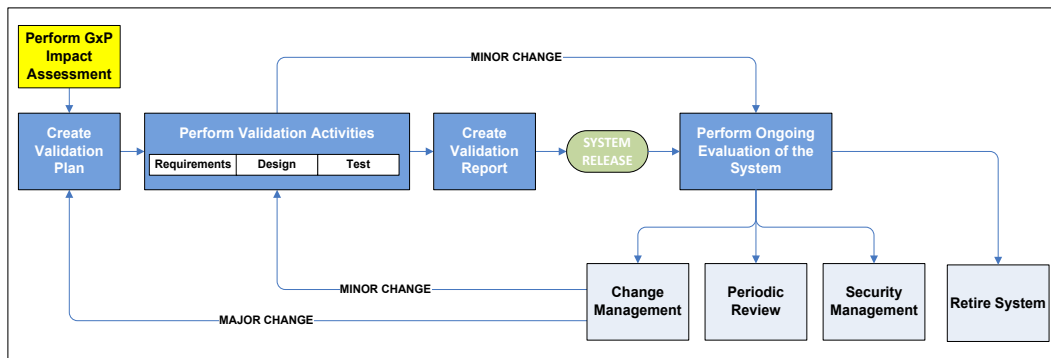 Perform GxP
Impact
Assessment
MINOR CHANGE
Create
Validation
Plan
Perform Validation Activities
Requirements
Design
Test
Create
Validation
Report
SYSTEM
RELEASE
Perform Ongoing
Evaluation of the
System
MINOR CHANGE
MAJOR CHANGE
Change
Management
Periodic
Review
Security
Management
Retire System